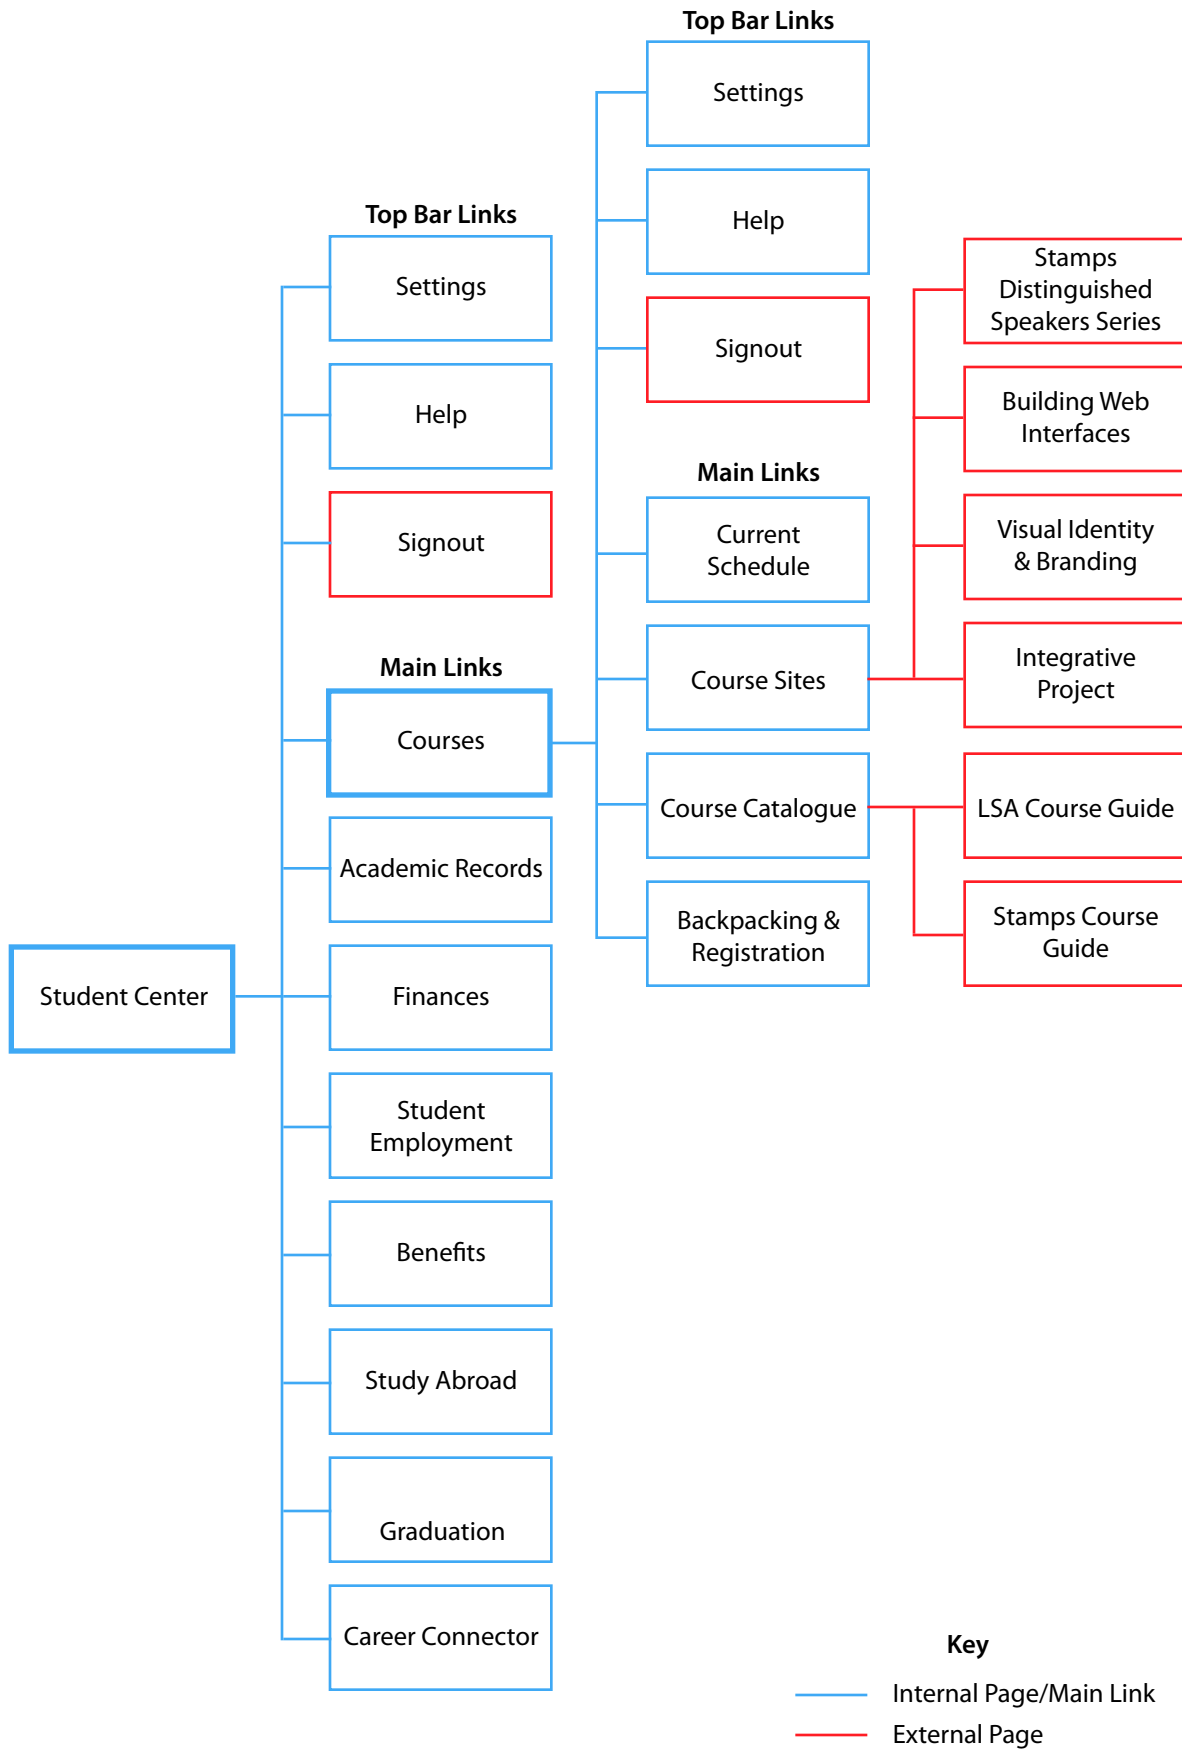 Top Bar Links
Settings
Help
Signout
Main Links
Current
Schedule
Course Sites
Course Catalogue
Backpacking &
Registration
Top Bar Links
Settings
Help
Signout
Main Links
Courses
Academic Records
Finances
Student
Employment
Benefits
Study Abroad
Graduation
Career Connector
Student Center
Stamps
Distinguished
Speakers Series
Building Web
Interfaces
Visual Identity
& Branding
Integrative
Project
LSA Course Guide
Stamps Course
Guide
Key
Internal Page/Main Link
External Page